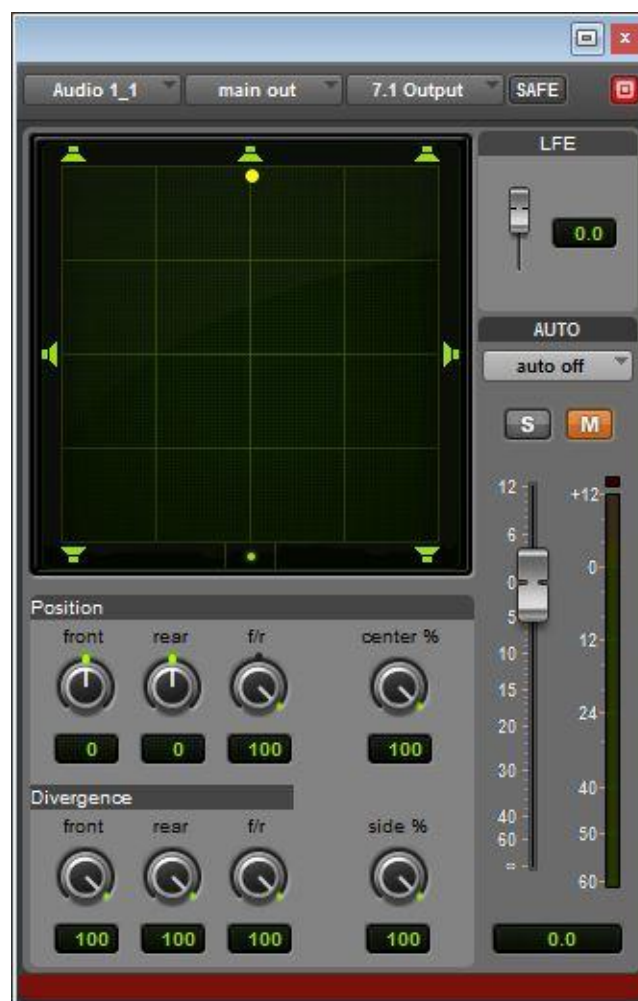 x
Audio 1_1 main out 7.1 Output SAFE
LFE
0.0
AUTO
auto off
S M
12 +12
6
0 0
5
10 12
15
20 24
30
40 40
60 50
∞ 60
0.0
Position
front rear f/r center %
0 0 100 100
Divergence
front rear f/r side %
100 100 100 100